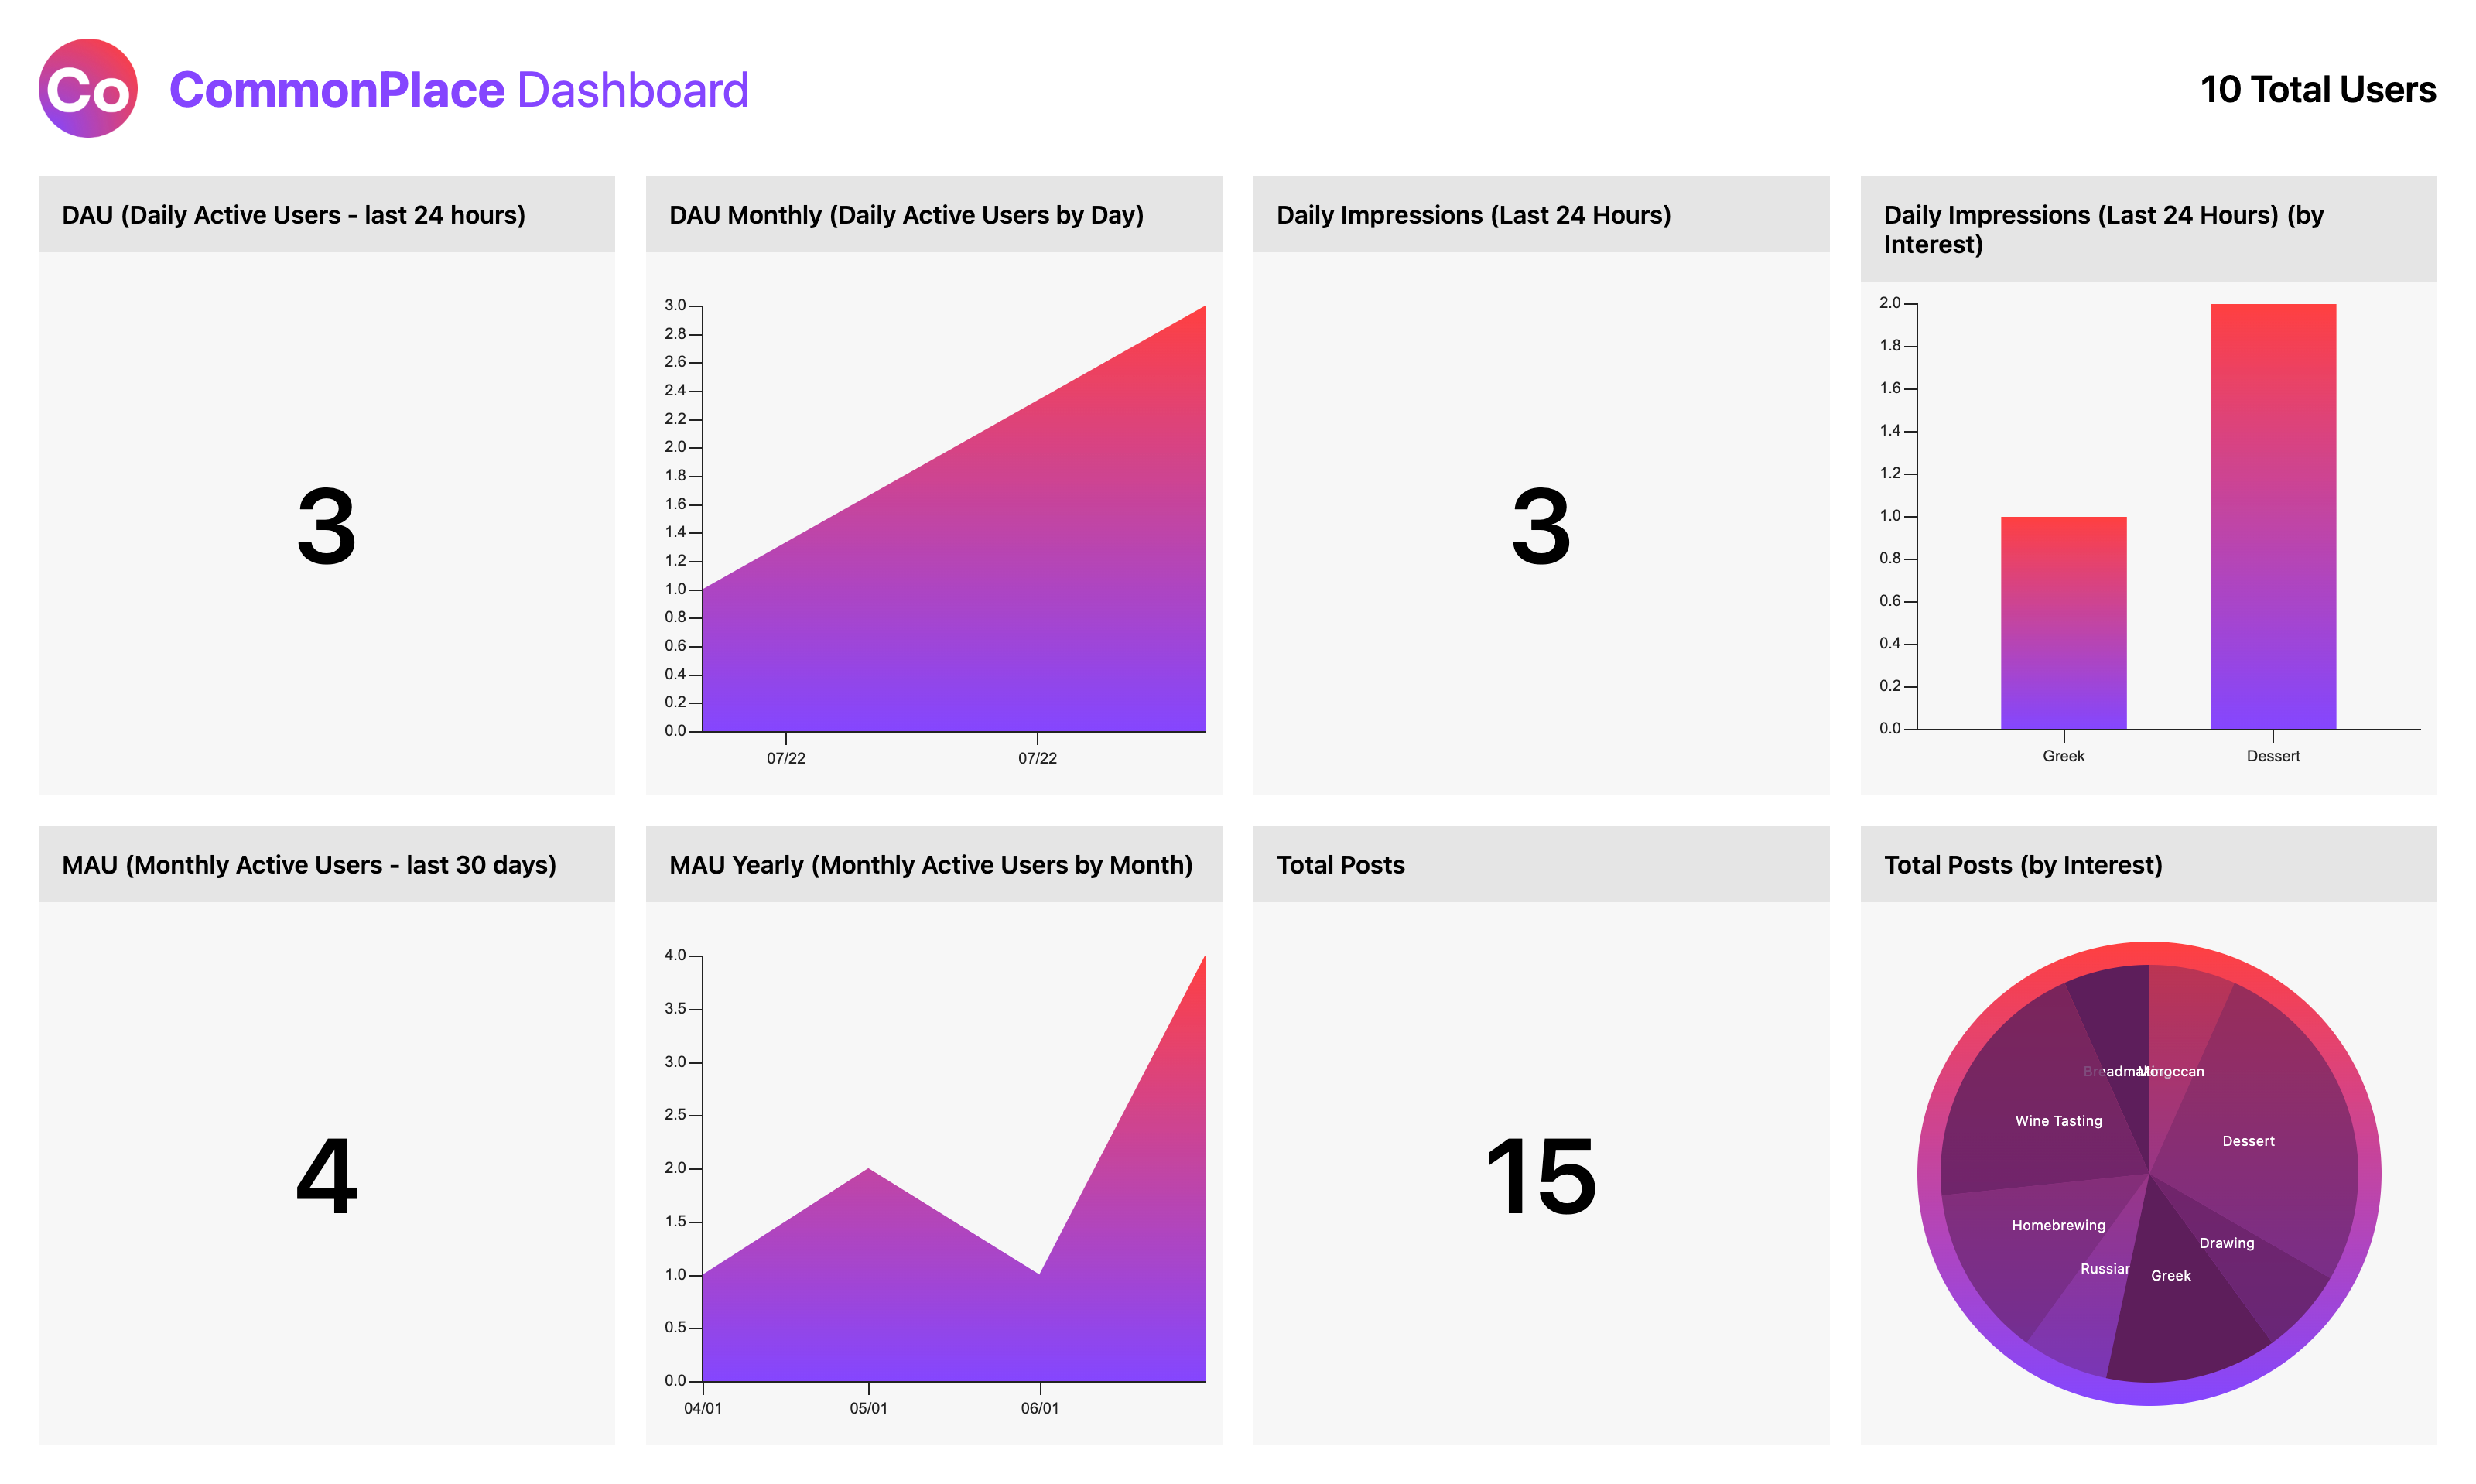 Co
CommonPlace Dashboard
10 Total Users
DAU (Daily Active Users - last 24 hours)
3
DAU Monthly (Daily Active Users by Day)
3.0
2.8
2.6
2.4
2.2
2.0
1.8
1.6
1.4
1.2
1.0
0.8
0.6
0.4
0.2
0.0
07/22 07/22
Daily Impressions (Last 24 Hours)
3
Daily Impressions (Last 24 Hours) (by
Interest)
2.0
1.8
1.6
1.4
1.2
1.0
0.8
0.6
0.4
0.2
0.0
Greek Dessert
MAU (Monthly Active Users - last 30 days)
4
MAU Yearly (Monthly Active Users by Month)
4.0
3.5
3.0
2.5
2.0
1.5
1.0
0.5
0.0
04/01 05/01 06/01
Total Posts
15
Total Posts (by Interest)
Breadmaking Moroccan
Wine Tasting
Dessert
Homebrewing
Drawing
Russian
Greek